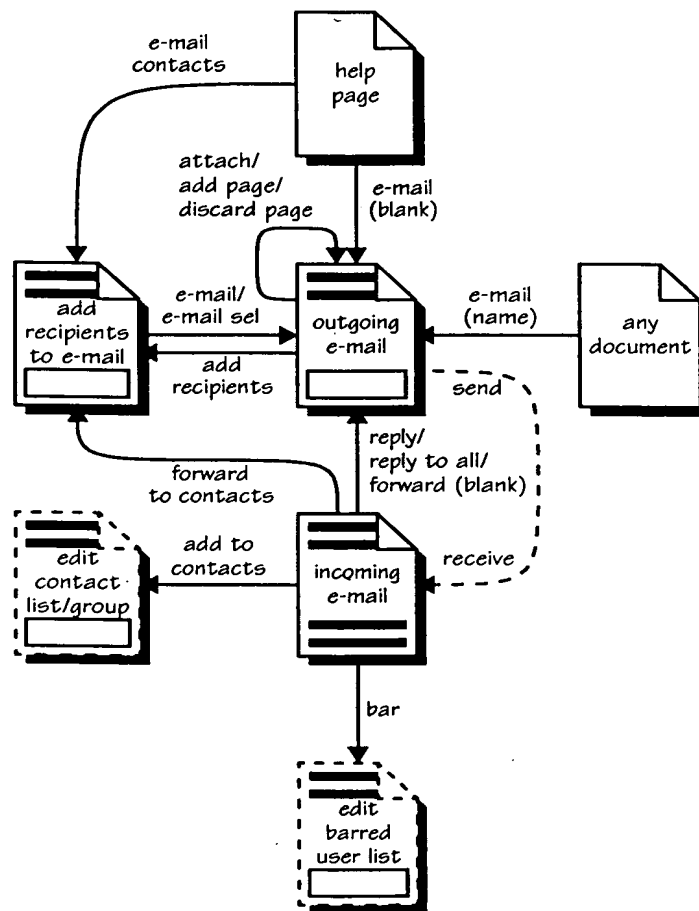 e-mail
contacts
help
page
attach/
add page/
discard page
e-mail
(blank)
add
recipients
to e-mail
e-mail/
e-mail sel
add
recipients
outgoing
e-mail
e-mail
(name)
any
document
send
reply/
reply to all/
forward (blank)
forward
to contacts
receive
edit
contact
list/group
add to
contacts
incoming
e-mail
bar
edit
barred
user list